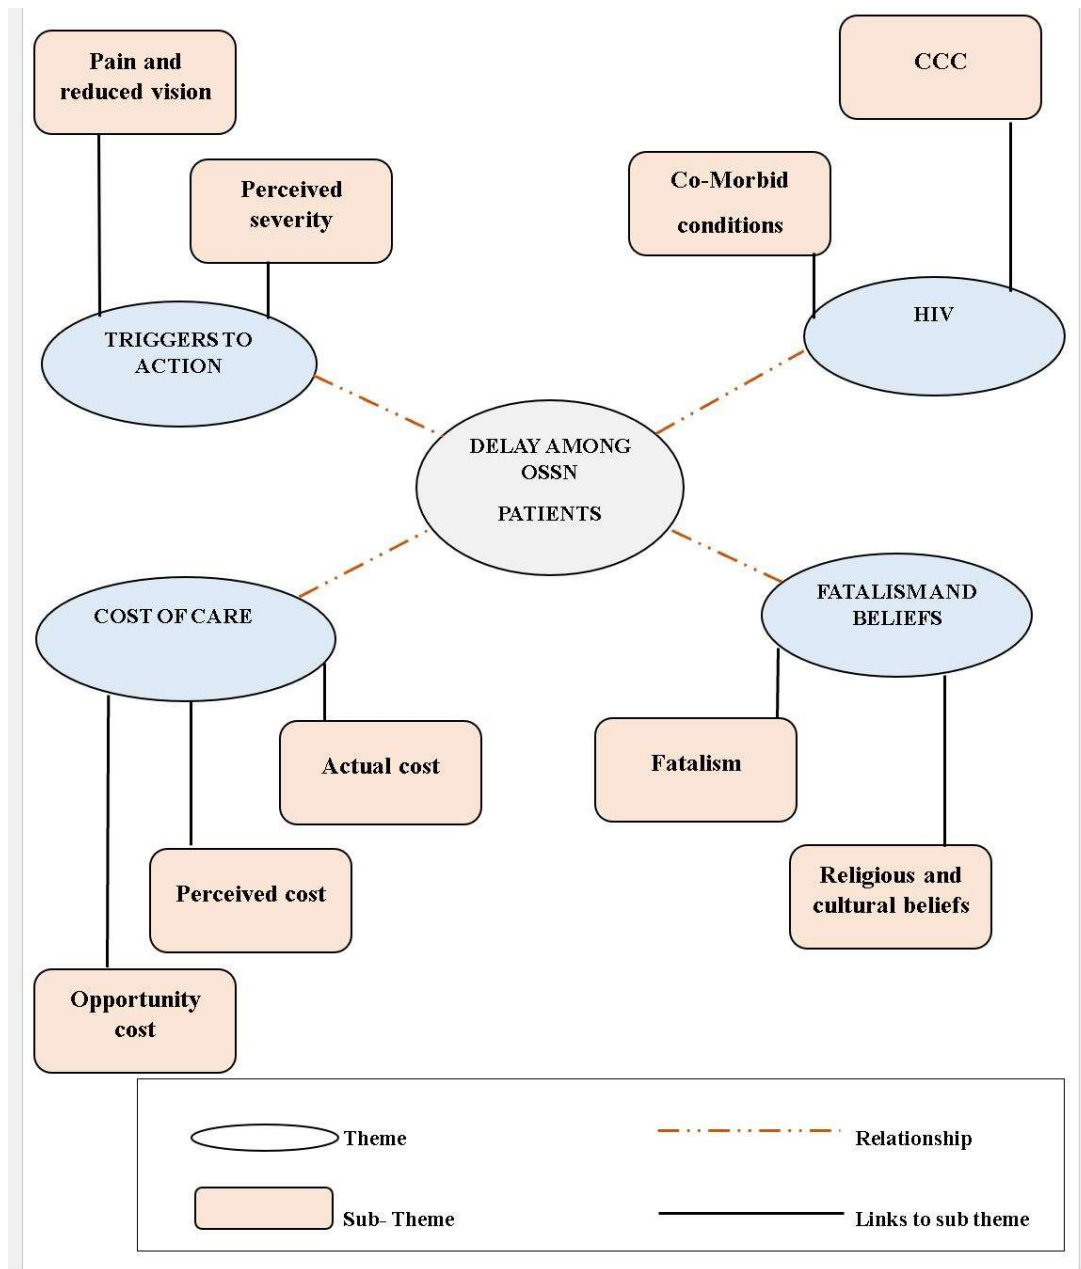 Pain and
reduced vision
CCC
Perceived
severity
Co-Morbid
conditions
TRIGGERS TO
ACTION
HIV
DELAY AMONG
OSSN
PATIENTS
COST OF CARE
FATALISM AND
BELIEFS
Actual cost
Fatalism
Perceived cost
Religious and
cultural beliefs
Opportunity
cost
Theme
Relationship
Sub- Theme
Links to sub theme